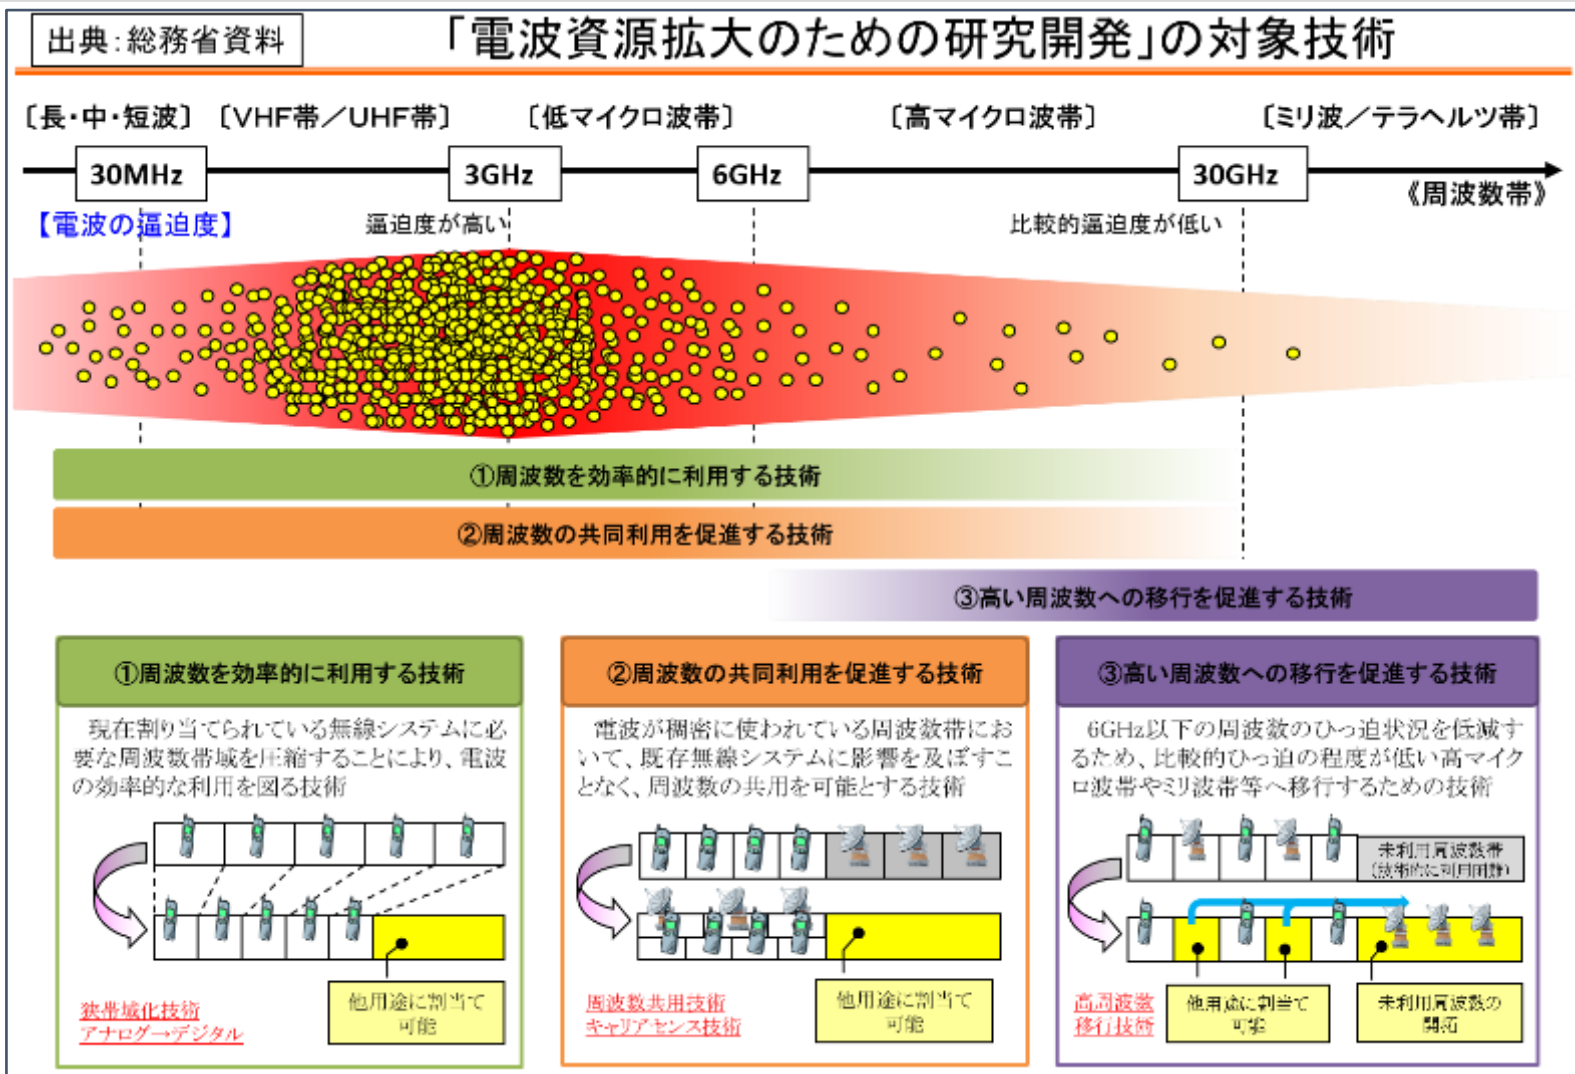 出典:総務省資料
「電波資源拡大のための研究開発」の対象技術
〔長・中・短波〕
〔VHF帯/UHF帯〕
〔低マイクロ波帯〕
〔高マイクロ波帯〕
〔ミリ波/テラヘルツ帯〕
30MHz
3GHz
6GHz
30GHz
《周波数帯》
【電波の逼迫度】
逼迫度が高い
比較的逼迫度が低い
①周波数を効率的に利用する技術
②周波数の共同利用を促進する技術
③高い周波数への移行を促進する技術
①周波数を効率的に利用する技術
現在割り当てられている無線システムに必
要な周波数帯域を圧縮することにより、電波
の効率的な利用を図る技術
他用途に割当て
可能
狭帯域化技術
アナログ→デジタル
②周波数の共同利用を促進する技術
電波が稠密に使われている周波数帯にお
いて、既存無線システムに影響を及ぼすこ
となく、周波数の共用を可能とする技術
他用途に割当て
可能
周波数共用技術
キャリアセンス技術
③高い周波数への移行を促進する技術
6GHz以下の周波数のひっ迫状況を低減す
るため、比較的ひっ迫の程度が低い高マイク
ロ波帯やミリ波帯等へ移行するための技術
未利用周波数帯
(技術的に利用困難)
高周波数
移行技術
他用途に割当て
可能
未利用周波数の
開拓